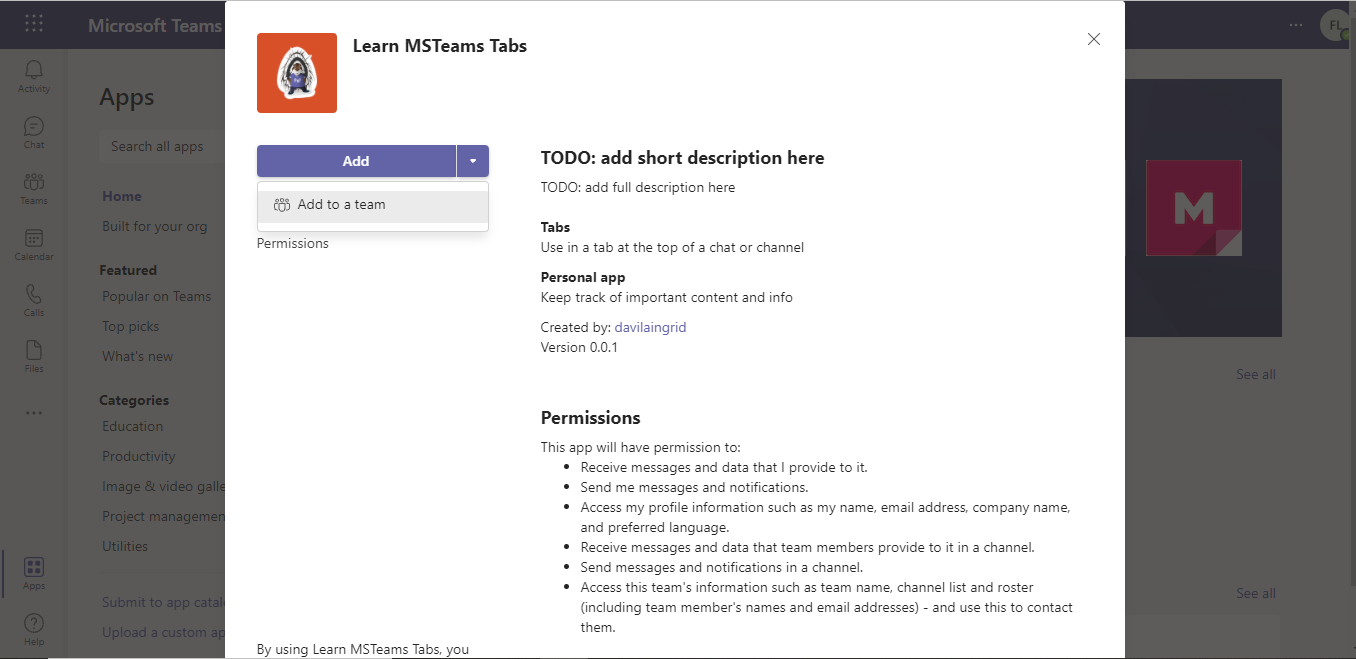 Microsoft Teams
FL
Activity
Chat
Teams
Calendar
Calls
Files
Apps
Help
Apps
Search all apps
Home
Built for your org
Featured
Popular on Teams
Top picks
What's new
Categories
Education
Productivity
Image & video galle
Project managemen
Utilities
Submit to app catal
Upload a custom ap
Learn MSTeams Tabs
Add
Add to a team
Permissions
By using Learn MSTeams Tabs, you
TODO: add short description here
TODO: add full description here
Tabs
Use in a tab at the top of a chat or channel
Personal app
Keep track of important content and info
Created by: davilaingrid
Version 0.0.1
Permissions
This app will have permission to:
• Receive messages and data that I provide to it.
• Send me messages and notifications.
• Access my profile information such as my name, email address, company name,
and preferred language.
• Receive messages and data that team members provide to it in a channel.
• Send messages and notifications in a channel.
• Access this team's information such as team name, channel list and roster
(including team member's names and email addresses) - and use this to contact
them.
M
See all
See all